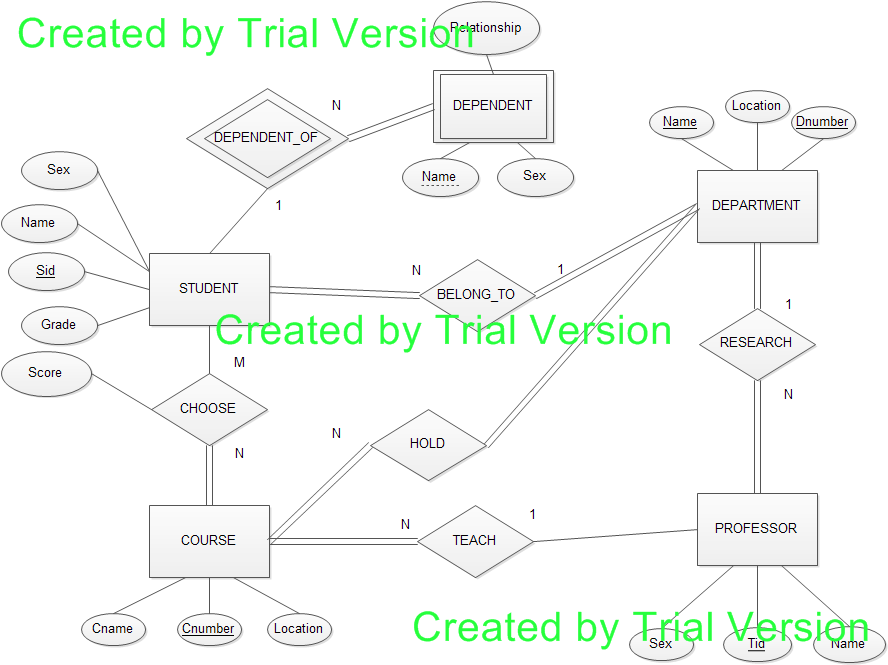 Created by Trial Version
Relationship
N
DEPENDENT
DEPENDENT_OF
Name
Location
Dnumber
Sex
Name
Sex
1
DEPARTMENT
Name
Sid
STUDENT
N
1
BELONG_TO
Grade
Created by Trial Version
1
RESEARCH
Score
M
CHOOSE
N
N
N
HOLD
COURSE
N
1
TEACH
PROFESSOR
Cname
Cnumber
Location
Created by Trial Version
Sex
Tid
Name